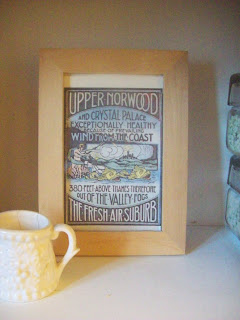 UPPER NORWOOD
AND CRYSTAL PALACE
EXCEPTIONALLY HEALTHY
BECAUSE OF PREVAILING
WIND FROM THE COAST
380 FEET ABOVE THAMES THEREFORE
OUT OF THE VALLEY FOGS
THE FRESH AIR SUBURB